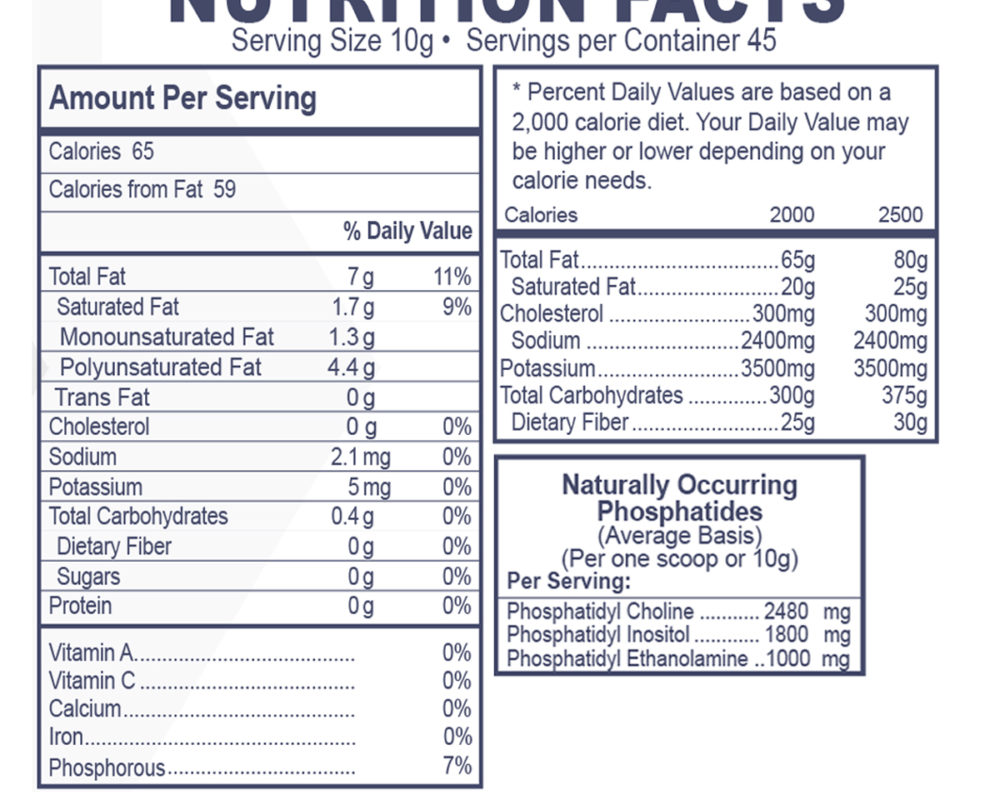 NUTRITION FACTS
Serving Size 10g • Servings per Container 45
Amount Per Serving
Calories 65
Calories from Fat 59
% Daily Value
Total Fat 7 g 11%
Saturated Fat 1.7 g 9%
Monounsaturated Fat 1.3 g
Polyunsaturated Fat 4.4 g
Trans Fat 0 g
Cholesterol 0 g 0%
Sodium 2.1 mg 0%
Potassium 5 mg 0%
Total Carbohydrates 0.4 g 0%
Dietary Fiber 0 g 0%
Sugars 0 g 0%
Protein 0 g 0%
Vitamin A 0%
Vitamin C 0%
Calcium 0%
Iron 0%
Phosphorous 7%
* Percent Daily Values are based on a
2,000 calorie diet. Your Daily Value may
be higher or lower depending on your
calorie needs.
Calories 2000 2500
Total Fat 65g 80g
Saturated Fat 20g 25g
Cholesterol 300mg 300mg
Sodium 2400mg 2400mg
Potassium 3500mg 3500mg
Total Carbohydrates 300g 375g
Dietary Fiber 25g 30g
Naturally Occurring
Phosphatides
(Average Basis)
(Per one scoop or 10g)
Per Serving:
Phosphatidyl Choline 2480 mg
Phosphatidyl Inositol 1800 mg
Phosphatidyl Ethanolamine 1000 mg